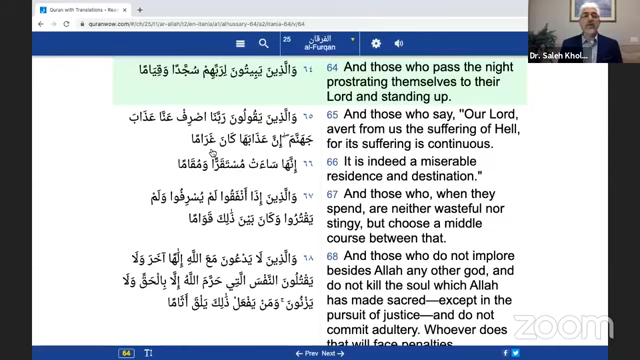 Quran with Translations - Rea
quranwow.com/#/ch/25/t1/ar-allah/t2/en-itania/a1/alhussary-64/a2/itania-64/v/64
25
الفرقان
al-Furqan
Dr. Saleh Khol...
٦٤ وَالَّذِينَ يَبِيتُونَ لِرَبِّهِمْ سُجَّدًا وَقِيَامًا
64 And those who pass the night
prostrating themselves to their
Lord and standing up.
٦٥ وَالَّذِينَ يَقُولُونَ رَبَّنَا اصْرِفْ عَنَّا عَذَابَ
جَهَنَّمَ ۖ إِنَّ عَذَابَهَا كَانَ غَرَامًا
65 And those who say, "Our Lord,
avert from us the suffering of Hell,
for its suffering is continuous.
٦٦ إِنَّهَا سَاءَتْ مُسْتَقَرًّا وَمُقَامًا
66 It is indeed a miserable
residence and destination."
٦٧ وَالَّذِينَ إِذَا أَنْفَقُوا لَمْ يُسْرِفُوا وَلَمْ
يَقْتُرُوا وَكَانَ بَيْنَ ذَٰلِكَ قَوَامًا
67 And those who, when they
spend, are neither wasteful nor
stingy, but choose a middle
course between that.
٦٨ وَالَّذِينَ لَا يَدْعُونَ مَعَ اللَّهِ إِلَٰهًا آخَرَ وَلَا
يَقْتُلُونَ النَّفْسَ الَّتِي حَرَّمَ اللَّهُ إِلَّا بِالْحَقِّ وَلَا
يَزْنُونَ ۚ وَمَنْ يَفْعَلْ ذَٰلِكَ يَلْقَ أَثَامًا
68 And those who do not implore
besides Allah any other god, and
do not kill the soul which Allah
has made sacred—except in the
pursuit of justice—and do not
commit adultery. Whoever does
that will face penalties.
64
Prev Next
zoom